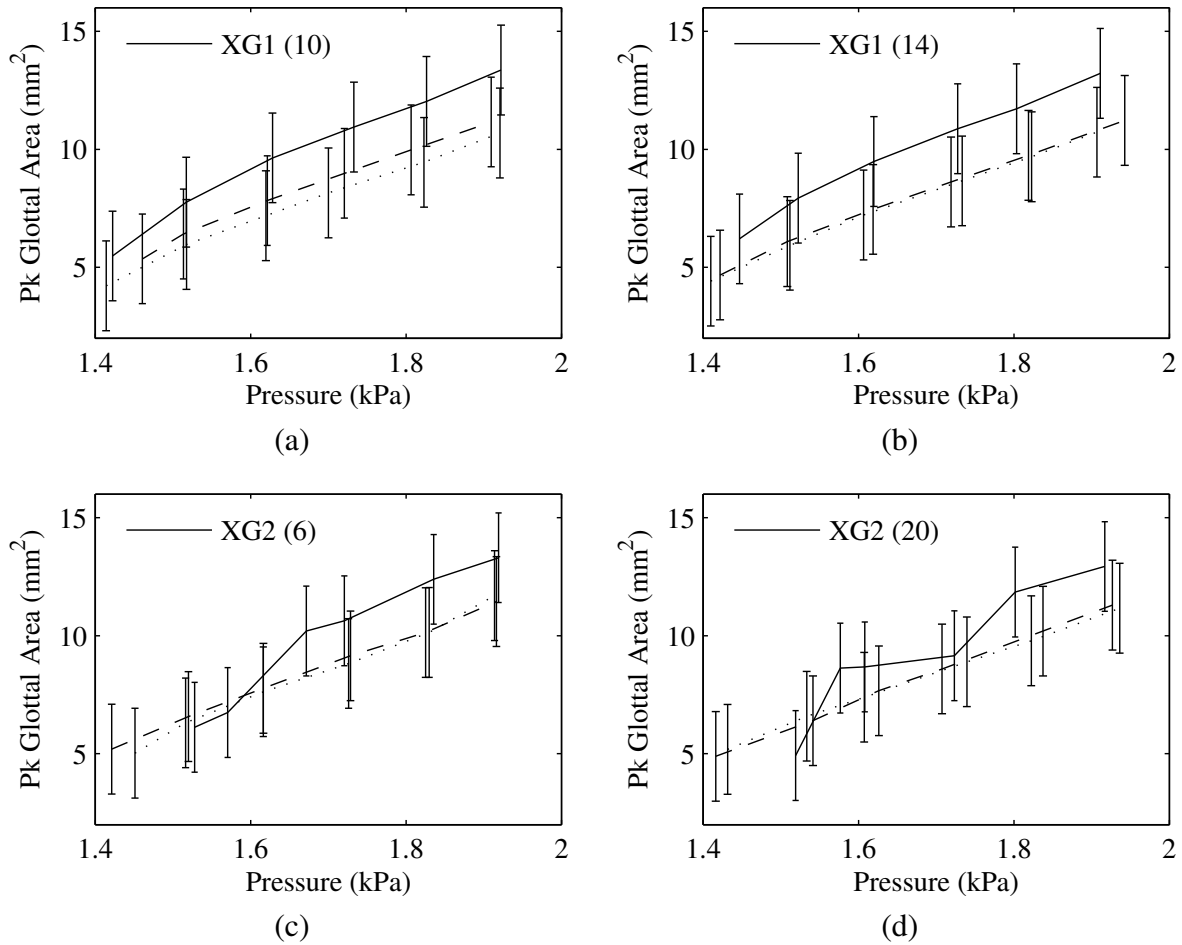 15
10
5
Pk Glottal Area (mm²)
XG1 (10)
1.4 1.6 1.8 2
Pressure (kPa)
(a)
15
10
5
Pk Glottal Area (mm²)
XG1 (14)
1.4 1.6 1.8 2
Pressure (kPa)
(b)
15
10
5
Pk Glottal Area (mm²)
XG2 (6)
1.4 1.6 1.8 2
Pressure (kPa)
(c)
15
10
5
Pk Glottal Area (mm²)
XG2 (20)
1.4 1.6 1.8 2
Pressure (kPa)
(d)